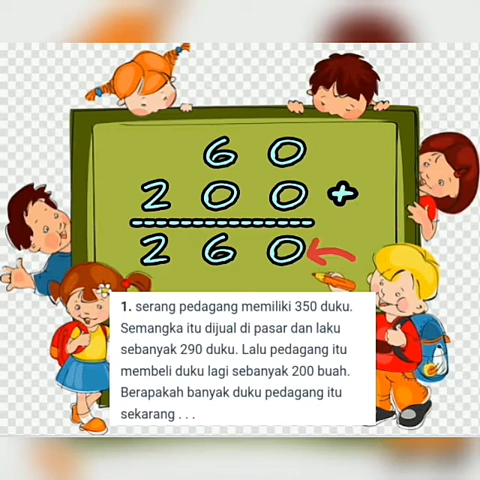 60
200 +
260
1. serang pedagang memiliki 350 duku.
Semangka itu dijual di pasar dan laku
sebanyak 290 duku. Lalu pedagang itu
membeli duku lagi sebanyak 200 buah.
Berapakah banyak duku pedagang itu
sekarang . . .